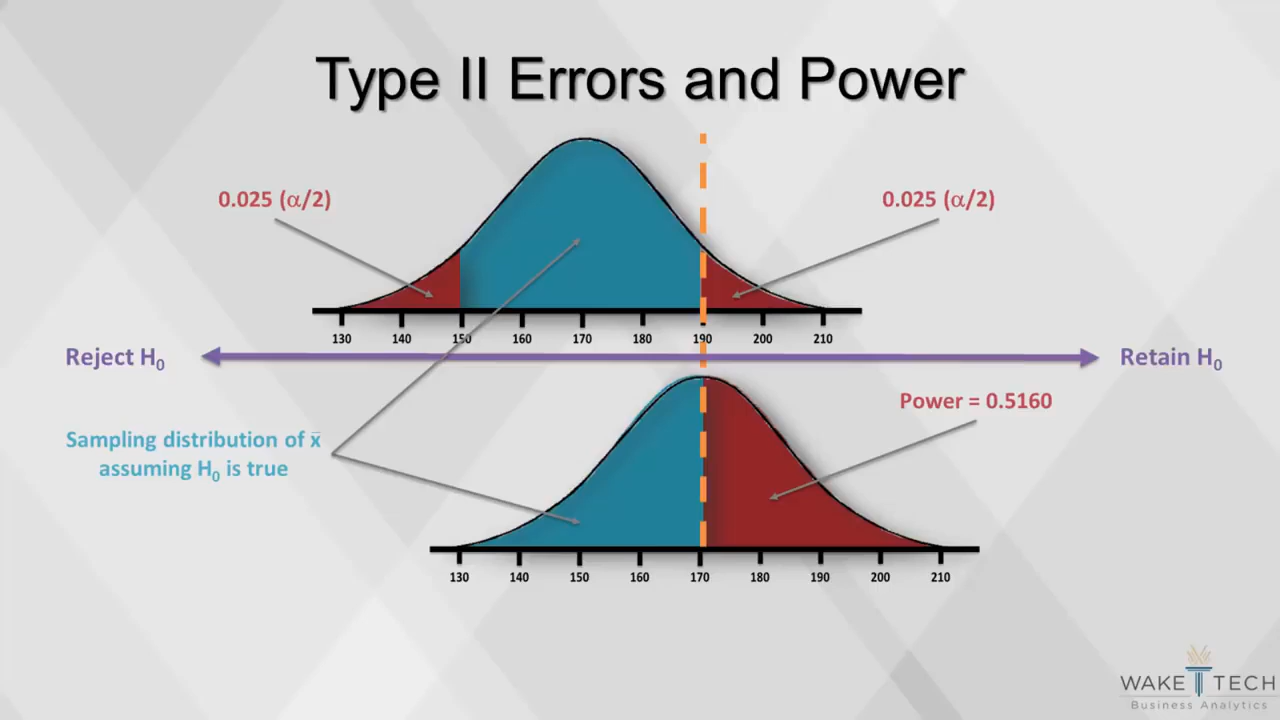 Type II Errors and Power
0.025 (α/2)
0.025 (α/2)
130 140 150 160 170 180 190 200 210
Reject H₀
Retain H₀
Power = 0.5160
Sampling distribution of x̄
assuming H₀ is true
130 140 150 160 170 180 190 200 210
WAKE TECH
Business Analytics